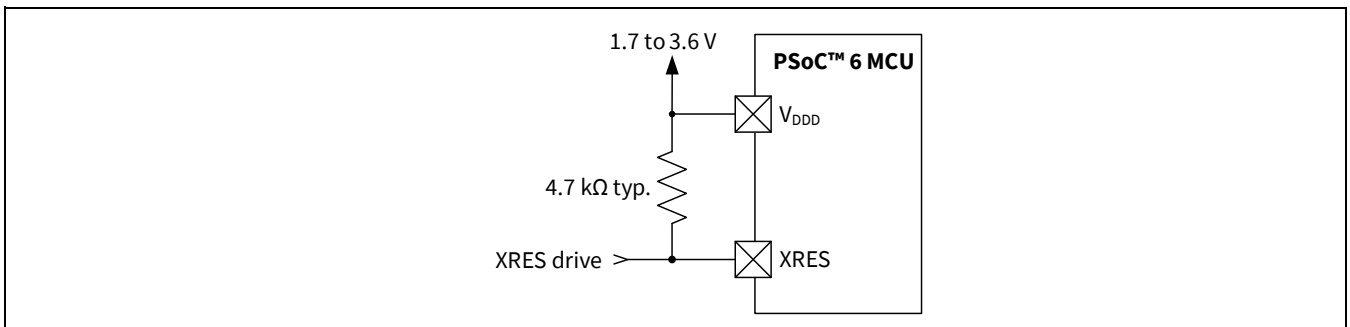 1.7 to 3.6 V
PSoC™ 6 MCU
VDDD
4.7 kΩ typ.
XRES drive
XRES